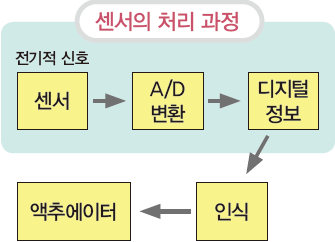 센서의 처리 과정
전기적 신호
센서
A/D
변환
디지털
정보
인식
액추에이터